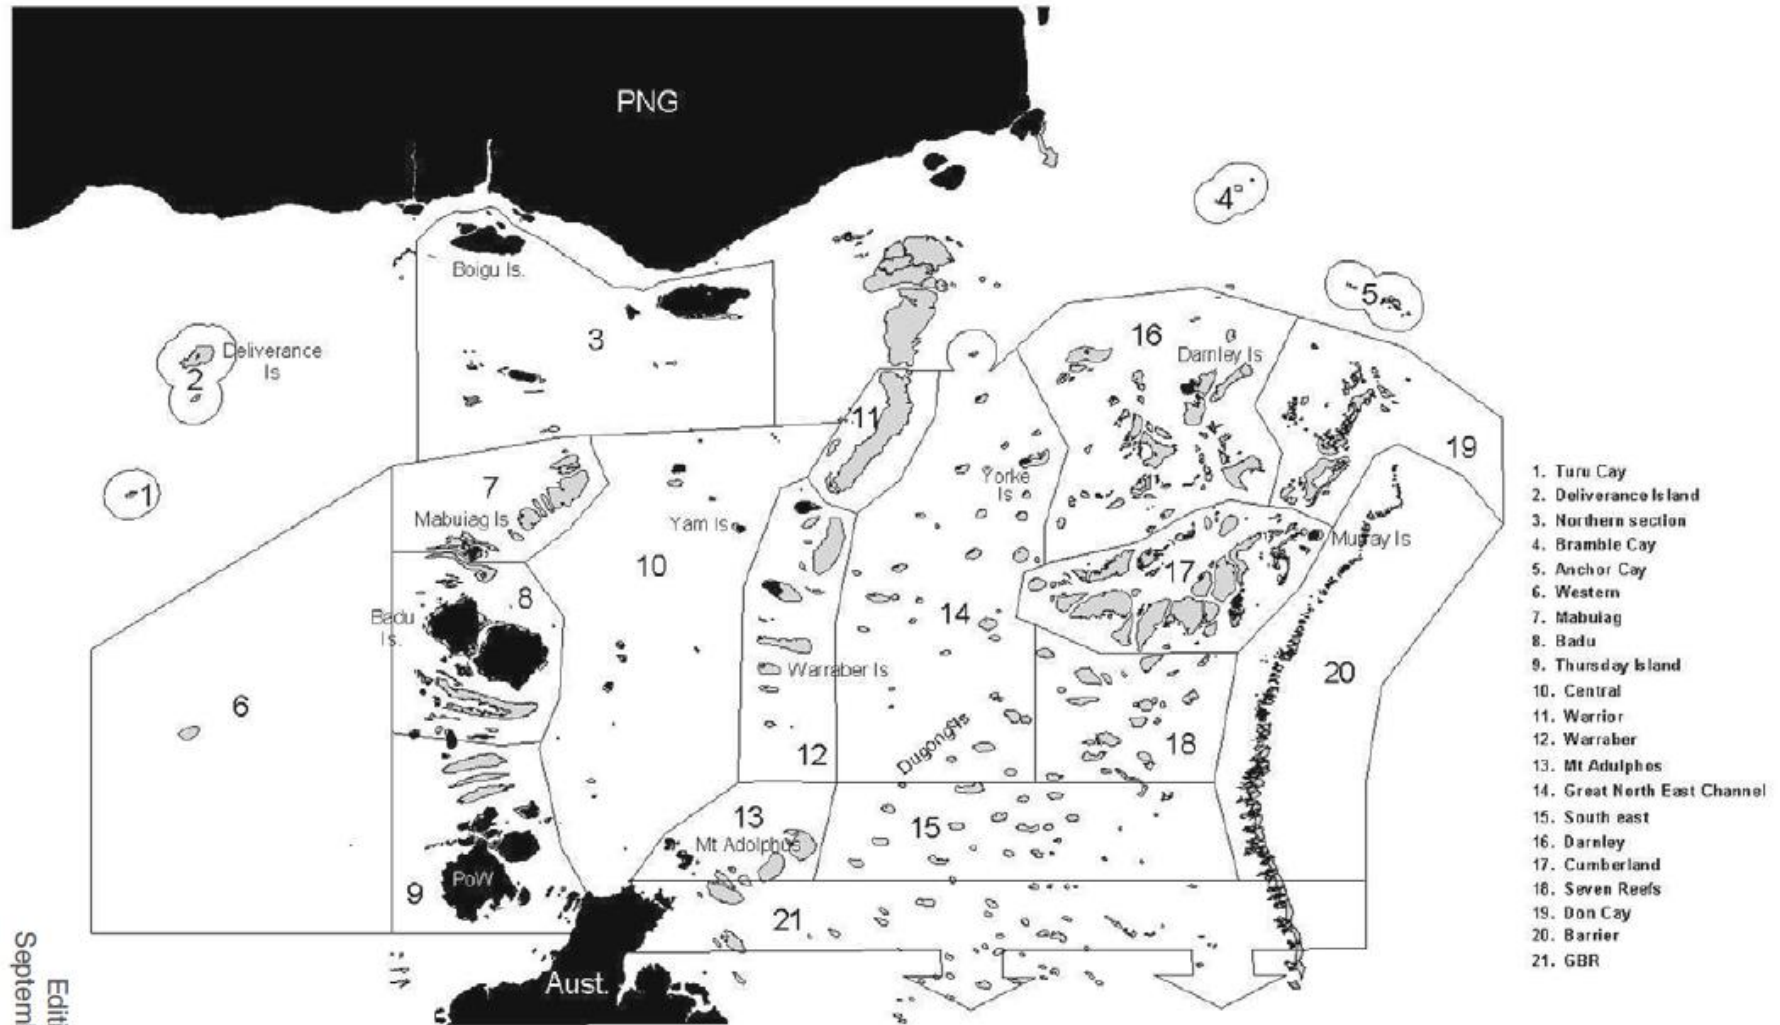 PNG
4
Boigu Is.
5
3
16
Darnley Is
Deliverance
Is
2
11
19
Yorke
Is
1
7
Mabuiag Is
Yam Is
Murray Is
10
17
8
Badu
Is.
14
Warraber Is
20
6
Dugong Is
18
12
13
15
Mt Adolphus
PoW
9
21
Aust.
1. Turu Cay
2. Deliverance Island
3. Northern section
4. Bramble Cay
5. Anchor Cay
6. Western
7. Mabuiag
8. Badu
9. Thursday Island
10. Central
11. Warrior
12. Warraber
13. Mt Adulphos
14. Great North East Channel
15. South east
16. Darnley
17. Cumberland
18. Seven Reefs
19. Don Cay
20. Barrier
21. GBR
Editi
Septem